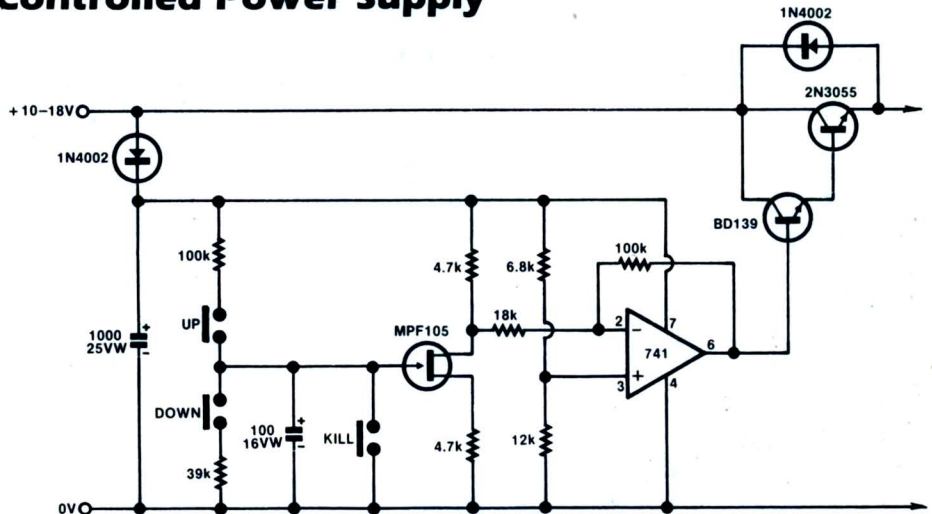 Controlled Power Supply
1N4002
+10–18V
2N3055
1N4002
BD139
100k
4.7k
6.8k
100k
UP
18k
MPF105
2
7
1000
25VW
+
-
-
741
6
+
3
4
DOWN
100
16VW
+
-
KILL
4.7k
12k
39k
0V